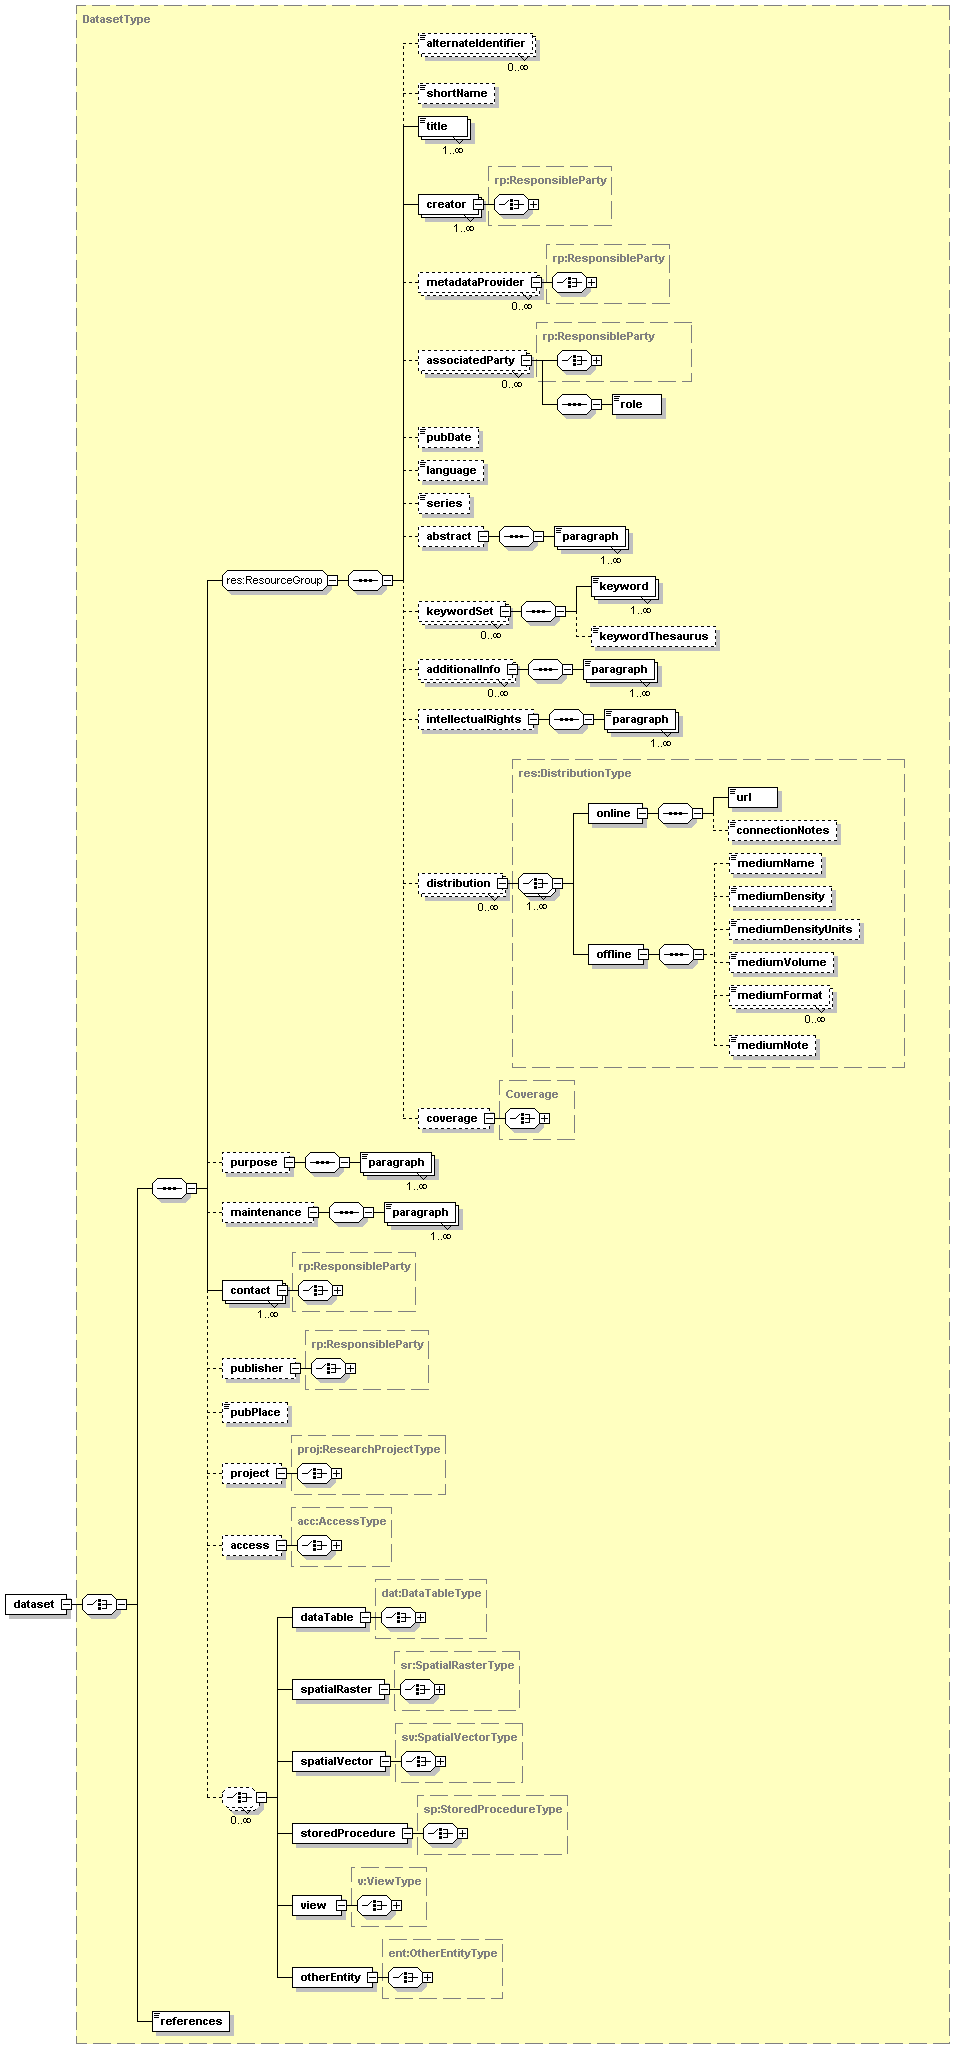 DatasetType
alternateIdentifier
0..∞
shortName
title
1..∞
rp:ResponsibleParty
creator
1..∞
rp:ResponsibleParty
metadataProvider
0..∞
rp:ResponsibleParty
associatedParty
0..∞
role
pubDate
language
series
abstract
paragraph
1..∞
res:ResourceGroup
keyword
1..∞
keywordSet
0..∞
keywordThesaurus
additionalInfo
paragraph
0..∞
1..∞
intellectualRights
paragraph
1..∞
res:DistributionType
url
online
connectionNotes
mediumName
distribution
0..∞
1..∞
mediumDensity
mediumDensityUnits
offline
mediumVolume
mediumFormat
0..∞
mediumNote
Coverage
coverage
purpose
paragraph
1..∞
maintenance
paragraph
1..∞
rp:ResponsibleParty
contact
1..∞
rp:ResponsibleParty
publisher
pubPlace
proj:ResearchProjectType
project
acc:AccessType
access
dataset
dat:DataTableType
dataTable
sr:SpatialRasterType
spatialRaster
sv:SpatialVectorType
spatialVector
0..∞
sp:StoredProcedureType
storedProcedure
v:ViewType
view
ent:OtherEntityType
otherEntity
references